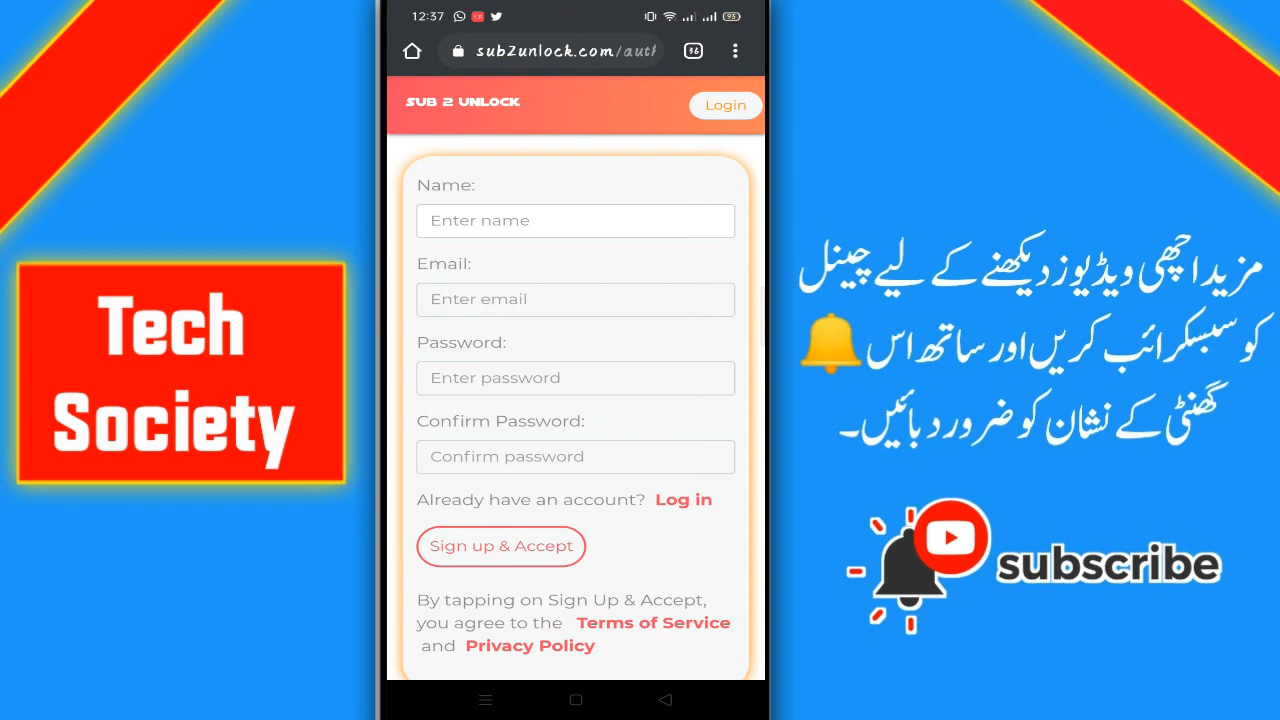 12:37
93
sub2unlock.com/auth
36
SUB 2 UNLOCK
Login
Name:
Enter name
Email:
Enter email
Password:
Enter password
Confirm Password:
Confirm password
Already have an account? Log in
Sign up & Accept
By tapping on Sign Up & Accept,
you agree to the Terms of Service
and Privacy Policy
Tech
Society
مزید اچھی ویڈیوز دیکھنے کے لیے چینل
کو سبسکرائب کریں اور ساتھ اس
گھنٹی کے نشان کو ضرور دبائیں۔
subscribe